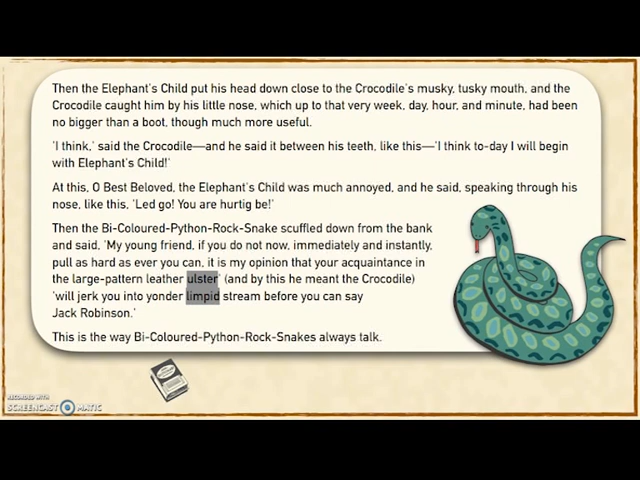 Then the Elephant's Child put his head down close to the Crocodile's musky, tusky mouth, and the
Crocodile caught him by his little nose, which up to that very week, day, hour, and minute, had been
no bigger than a boot, though much more useful.
'I think,' said the Crocodile—and he said it between his teeth, like this—'I think to-day I will begin
with Elephant's Child!'
At this, O Best Beloved, the Elephant's Child was much annoyed, and he said, speaking through his
nose, like this, 'Led go! You are hurtig be!'
Then the Bi-Coloured-Python-Rock-Snake scuffled down from the bank
and said, 'My young friend, if you do not now, immediately and instantly,
pull as hard as ever you can, it is my opinion that your acquaintance in
the large-pattern leather ulster' (and by this he meant the Crocodile)
'will jerk you into yonder limpid stream before you can say
Jack Robinson.'
This is the way Bi-Coloured-Python-Rock-Snakes always talk.
RECORDED WITH
SCREENCAST MATIC